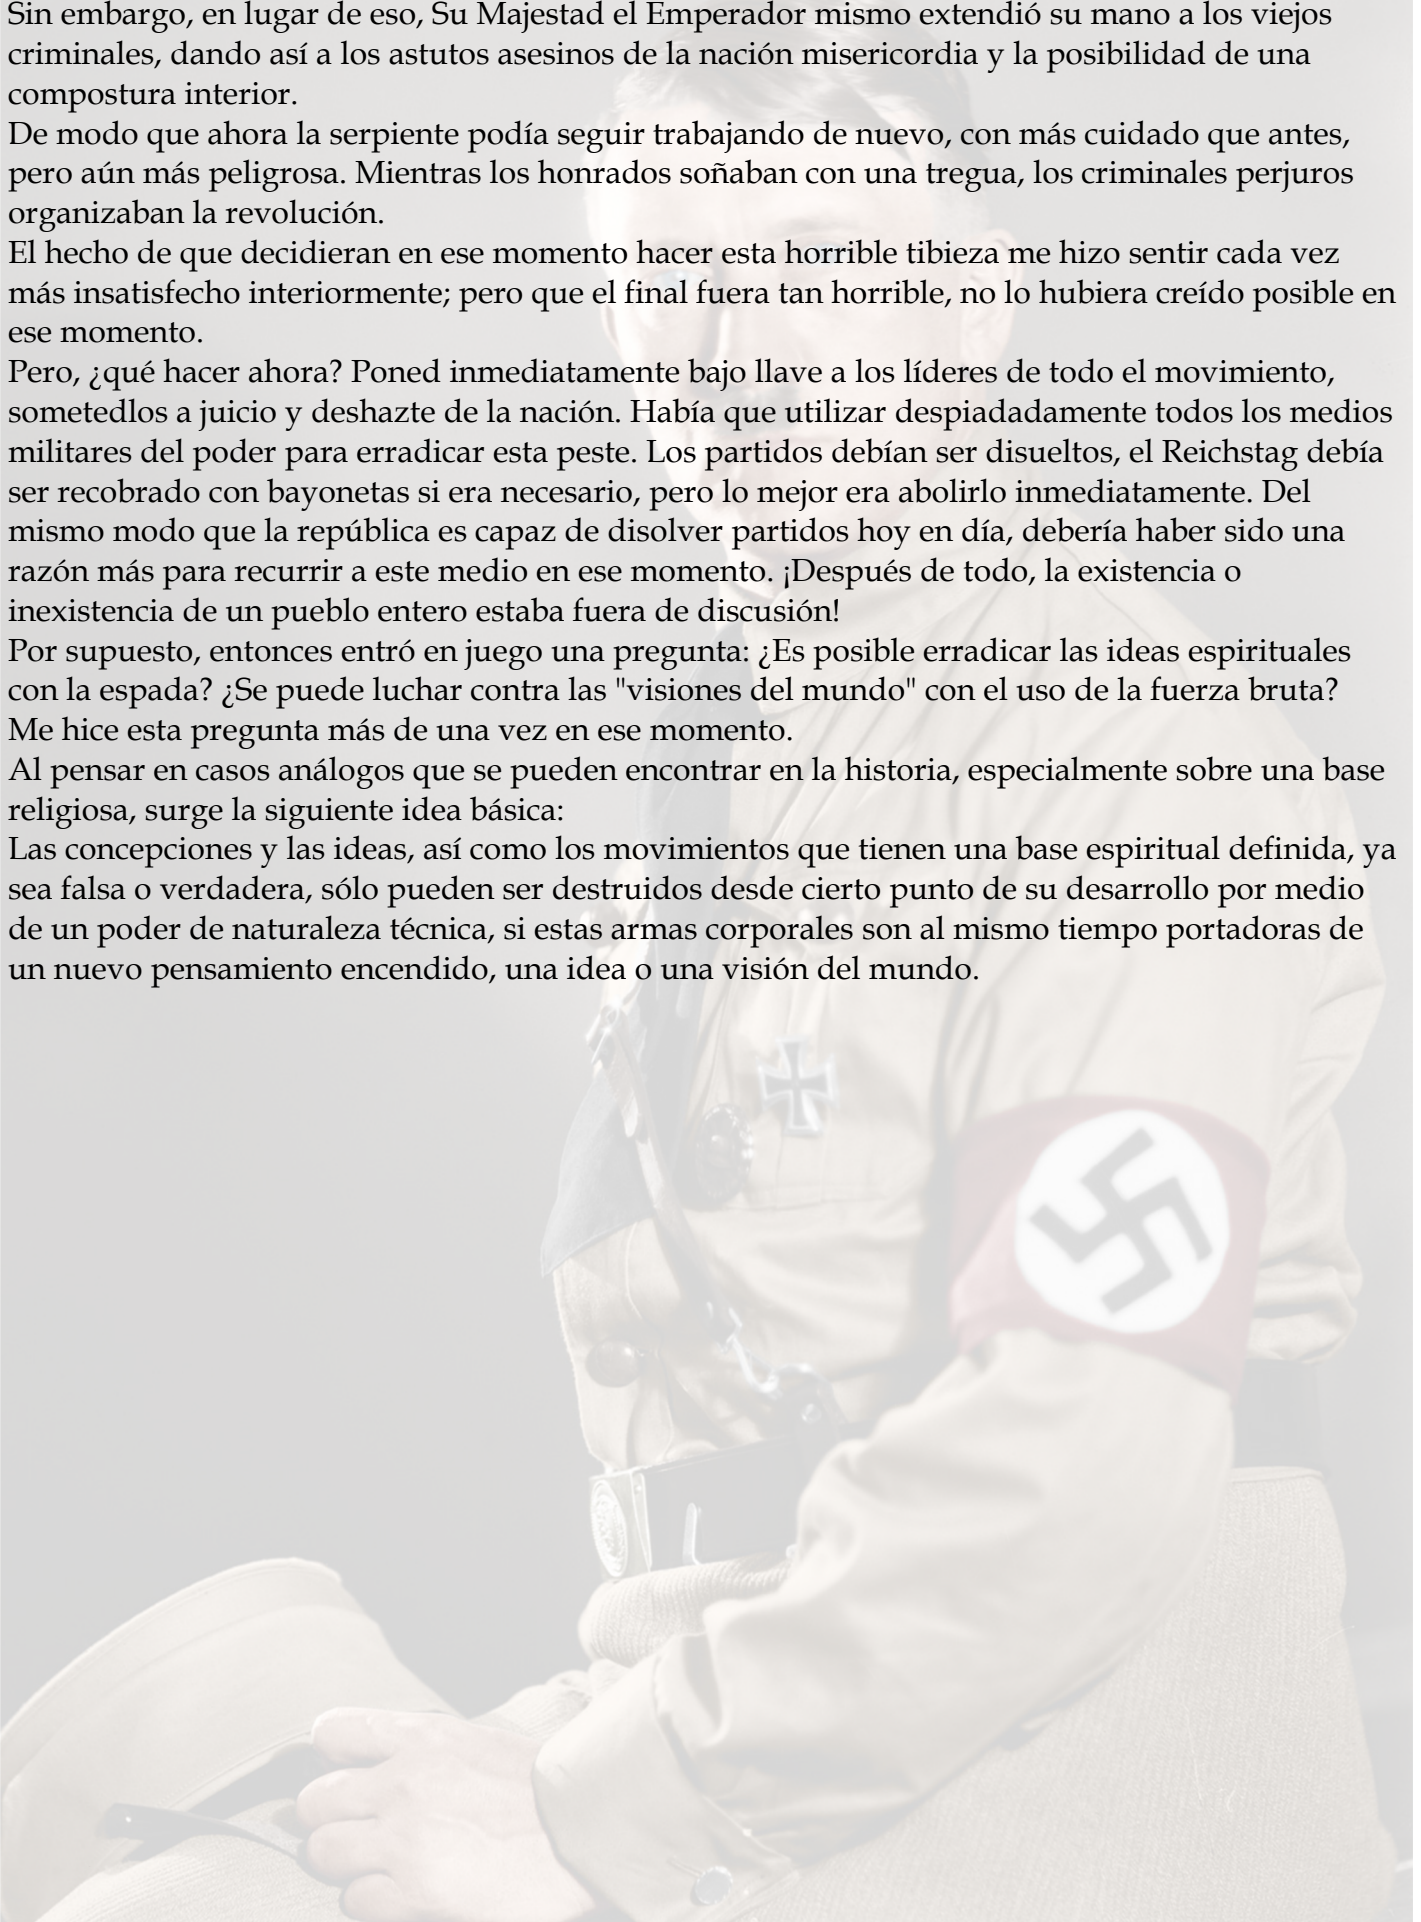 Sin embargo, en lugar de eso, Su Majestad el Emperador mismo extendió su mano a los viejos
criminales, dando así a los astutos asesinos de la nación misericordia y la posibilidad de una
compostura interior.
De modo que ahora la serpiente podía seguir trabajando de nuevo, con más cuidado que antes,
pero aún más peligrosa. Mientras los honrados soñaban con una tregua, los criminales perjuros
organizaban la revolución.
El hecho de que decidieran en ese momento hacer esta horrible tibieza me hizo sentir cada vez
más insatisfecho interiormente; pero que el final fuera tan horrible, no lo hubiera creído posible en
ese momento.
Pero, ¿qué hacer ahora? Poned inmediatamente bajo llave a los líderes de todo el movimiento,
sometedlos a juicio y deshazte de la nación. Había que utilizar despiadadamente todos los medios
militares del poder para erradicar esta peste. Los partidos debían ser disueltos, el Reichstag debía
ser recobrado con bayonetas si era necesario, pero lo mejor era abolirlo inmediatamente. Del
mismo modo que la república es capaz de disolver partidos hoy en día, debería haber sido una
razón más para recurrir a este medio en ese momento. ¡Después de todo, la existencia o
inexistencia de un pueblo entero estaba fuera de discusión!
Por supuesto, entonces entró en juego una pregunta: ¿Es posible erradicar las ideas espirituales
con la espada? ¿Se puede luchar contra las "visiones del mundo" con el uso de la fuerza bruta?
Me hice esta pregunta más de una vez en ese momento.
Al pensar en casos análogos que se pueden encontrar en la historia, especialmente sobre una base
religiosa, surge la siguiente idea básica:
Las concepciones y las ideas, así como los movimientos que tienen una base espiritual definida, ya
sea falsa o verdadera, sólo pueden ser destruidos desde cierto punto de su desarrollo por medio
de un poder de naturaleza técnica, si estas armas corporales son al mismo tiempo portadoras de
un nuevo pensamiento encendido, una idea o una visión del mundo.